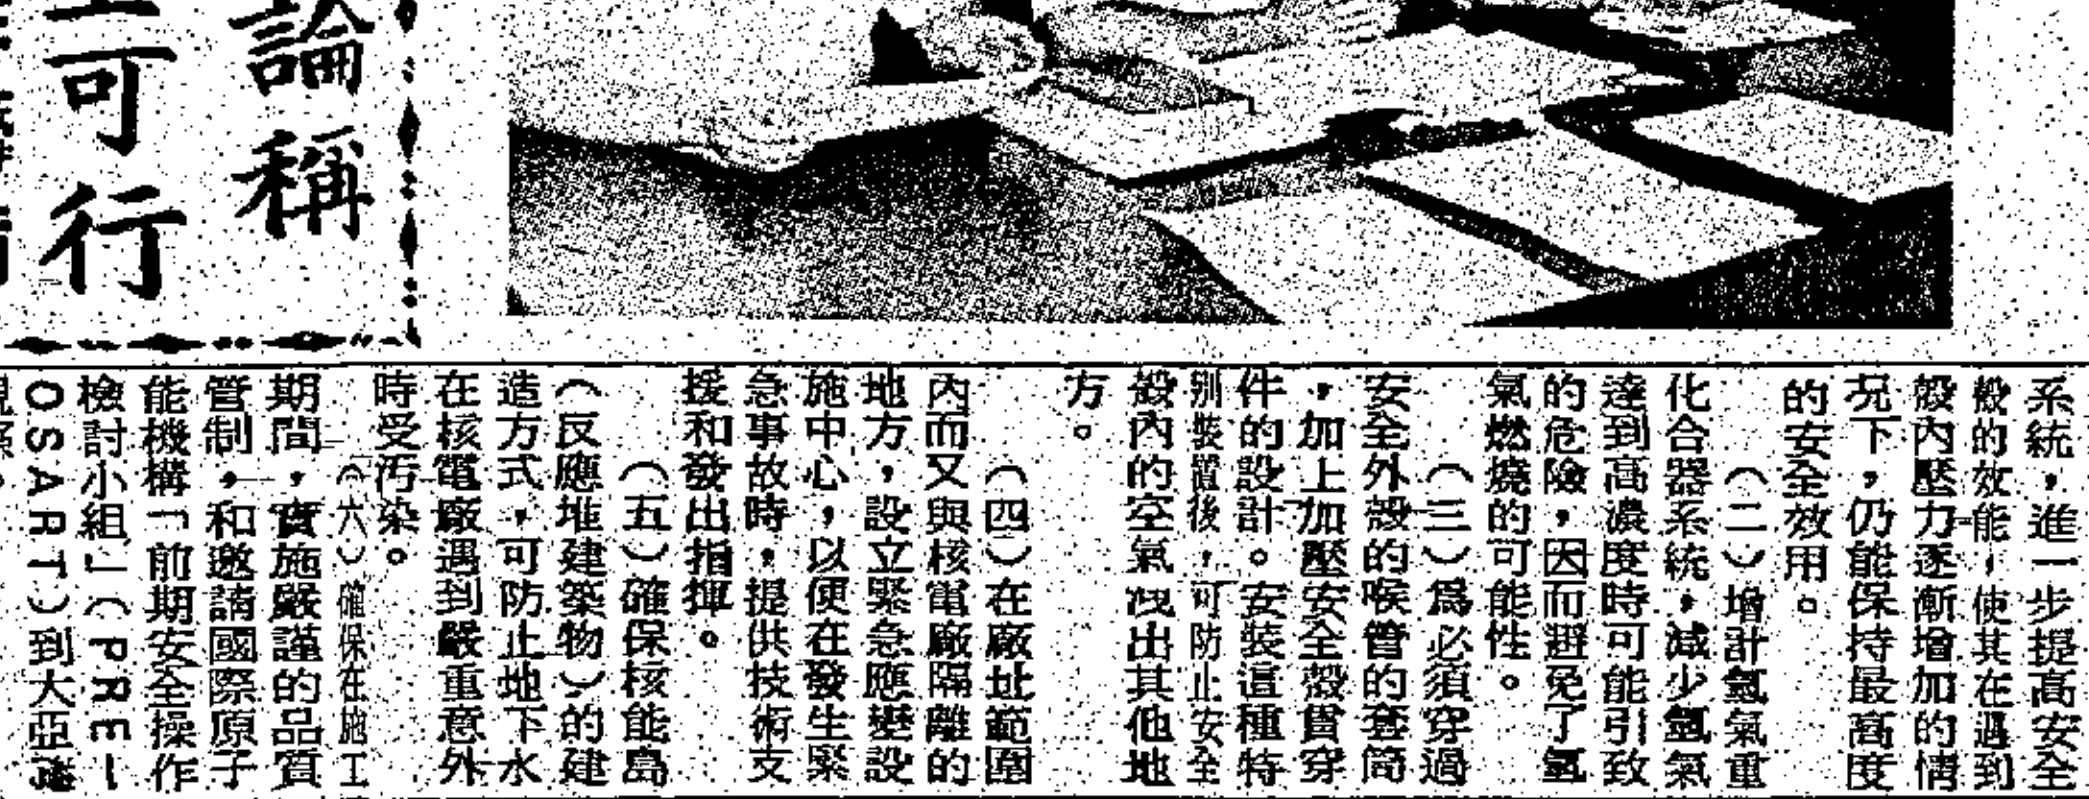 論稱
可行
系統，進一步提高安全
殼的效能，使其在遇到
殼內壓力逐漸增加的情
況下，仍能保持最高度
的安全效用。
（二）增計氫氣重
化合器系統，減少氫氣
達到高濃度時可能引致
的危險，因而避免了氫
氣燃燒的可能性。
（三）為必須穿過
安全外殼的喉管的套筒
，加上加壓安全殼貫穿
件的設計。安裝這種特
別裝置後，可防止安全
殼內的空氣洩出其他地
方。
（四）在廠址範圍
內而又與核電廠隔離的
地方，設立緊急應變設
施中心，以便在發生緊
急事故時，提供技術支
援和發出指揮。
（五）確保核能島
（反應堆建築物）的建
造方式，可防止地下水
在核電廠遇到嚴重意外
時受污染。
（六）確保在施工
期間，實施嚴謹的品質
管制，和邀請國際原子
能機構「前期安全操作
檢討小組」（PRE－
OSART）到大亞灣